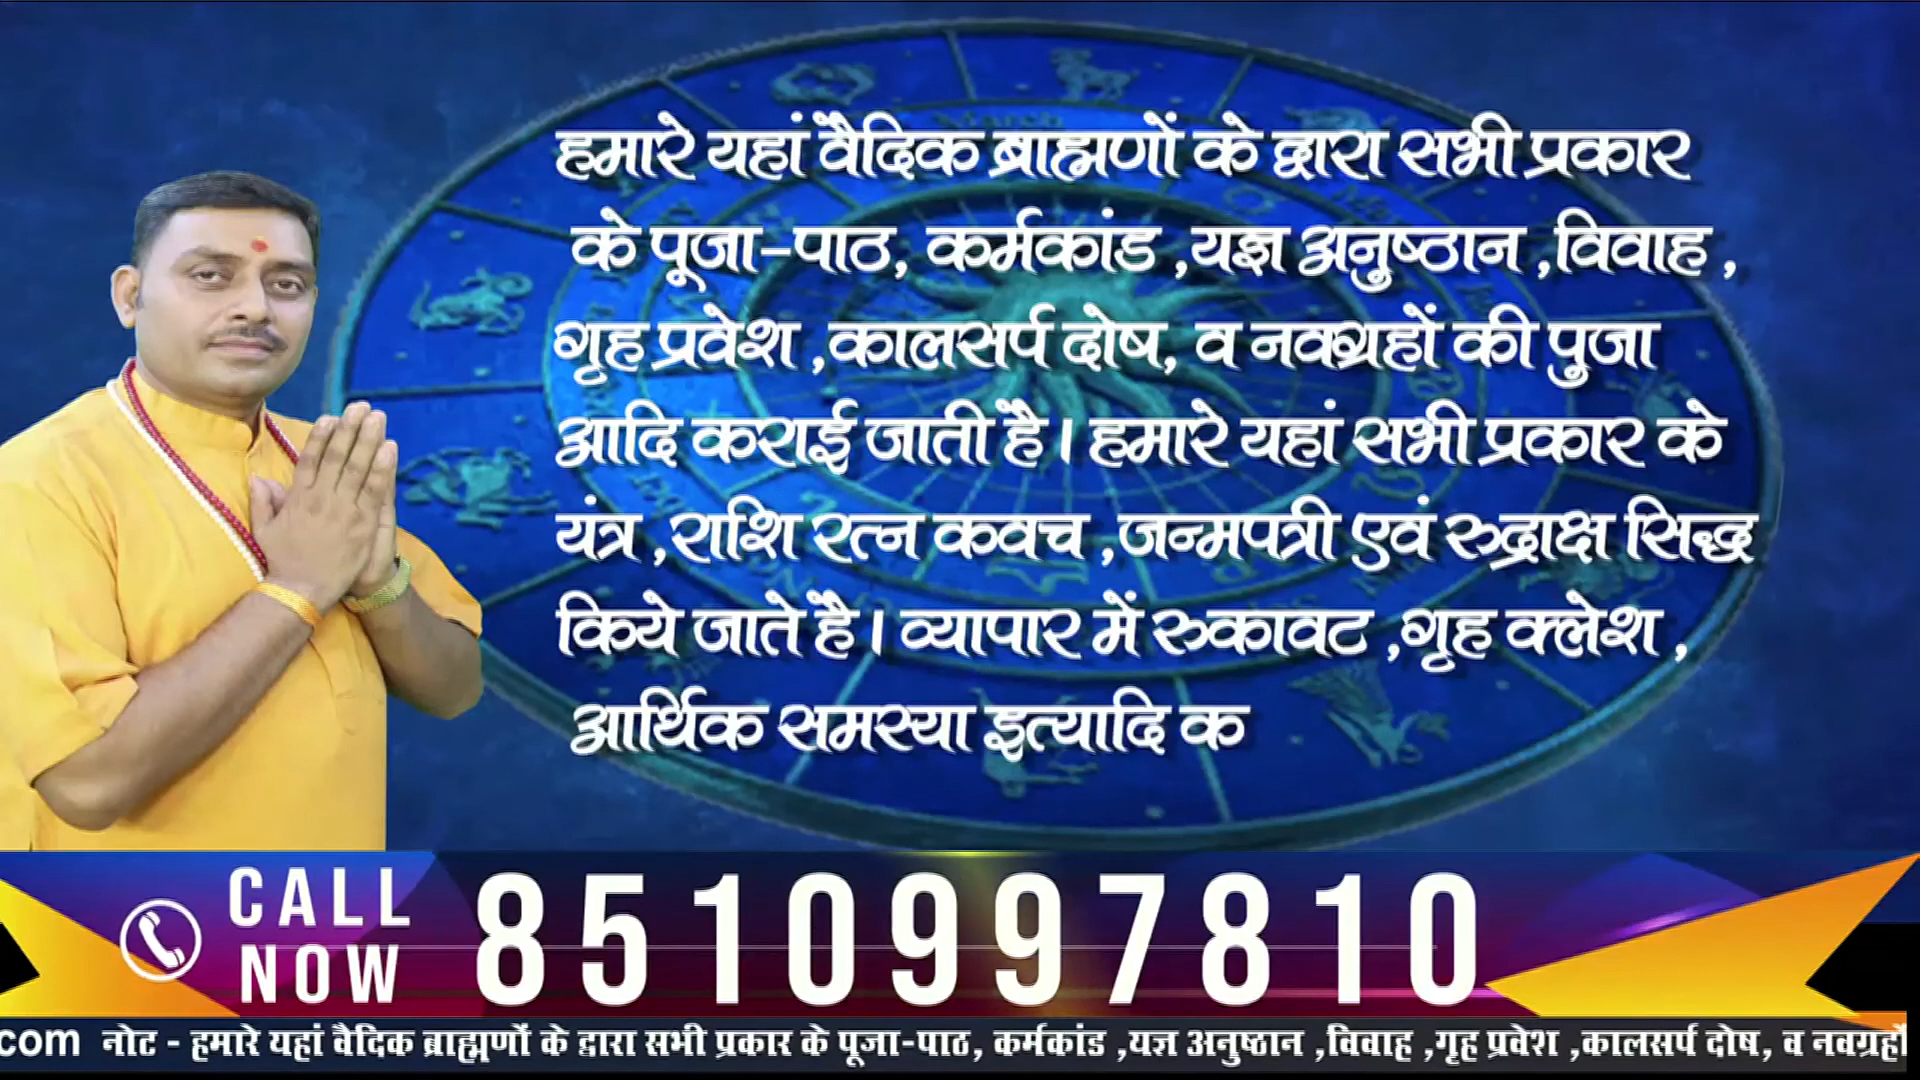 हमारे यहां वैदिक ब्राह्मणों के द्वारा सभी प्रकार
के पूजा-पाठ, कर्मकांड ,यज्ञ अनुष्ठान ,विवाह ,
गृह प्रवेश ,कालसर्प दोष, व नवग्रहों की पुजा
आदि कराई जाती है । हमारे यहां सभी प्रकार के
यंत्र ,राशि रत्न कवच ,जन्मपत्री एवं रुद्राक्ष सिद्ध
किये जाते है । व्यापार में रुकावट ,गृह क्लेश ,
आर्थिक समस्या इत्यादि क
CALL
NOW
8510997810
com नोट - हमारे यहां वैदिक ब्राह्मणों के द्वारा सभी प्रकार के पूजा-पाठ, कर्मकांड ,यज्ञ अनुष्ठान ,विवाह ,गृह प्रवेश ,कालसर्प दोष, व नवग्रहों